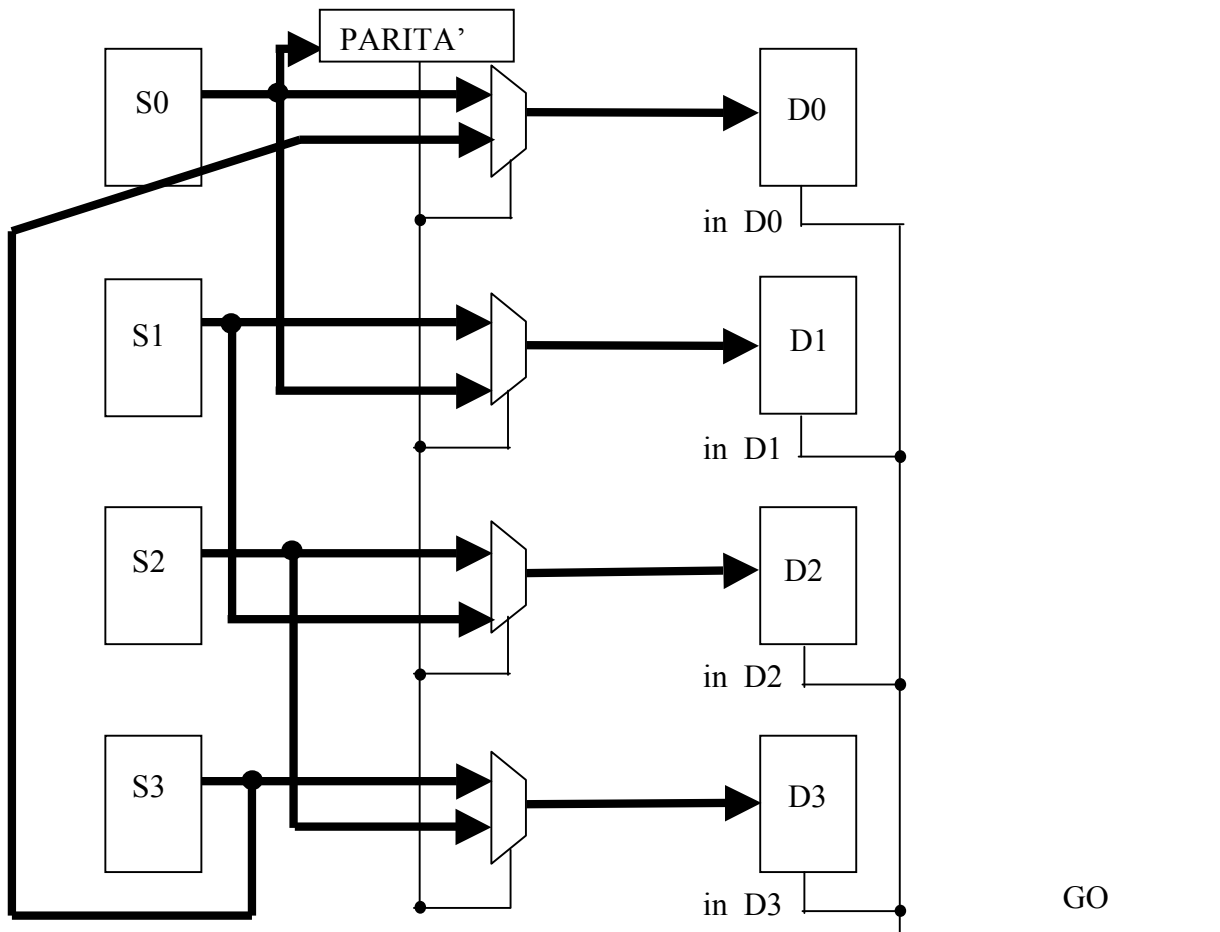 PARITA’
S0
D0
in D0
S1
D1
in D1
S2
D2
in D2
S3
D3
in D3
GO